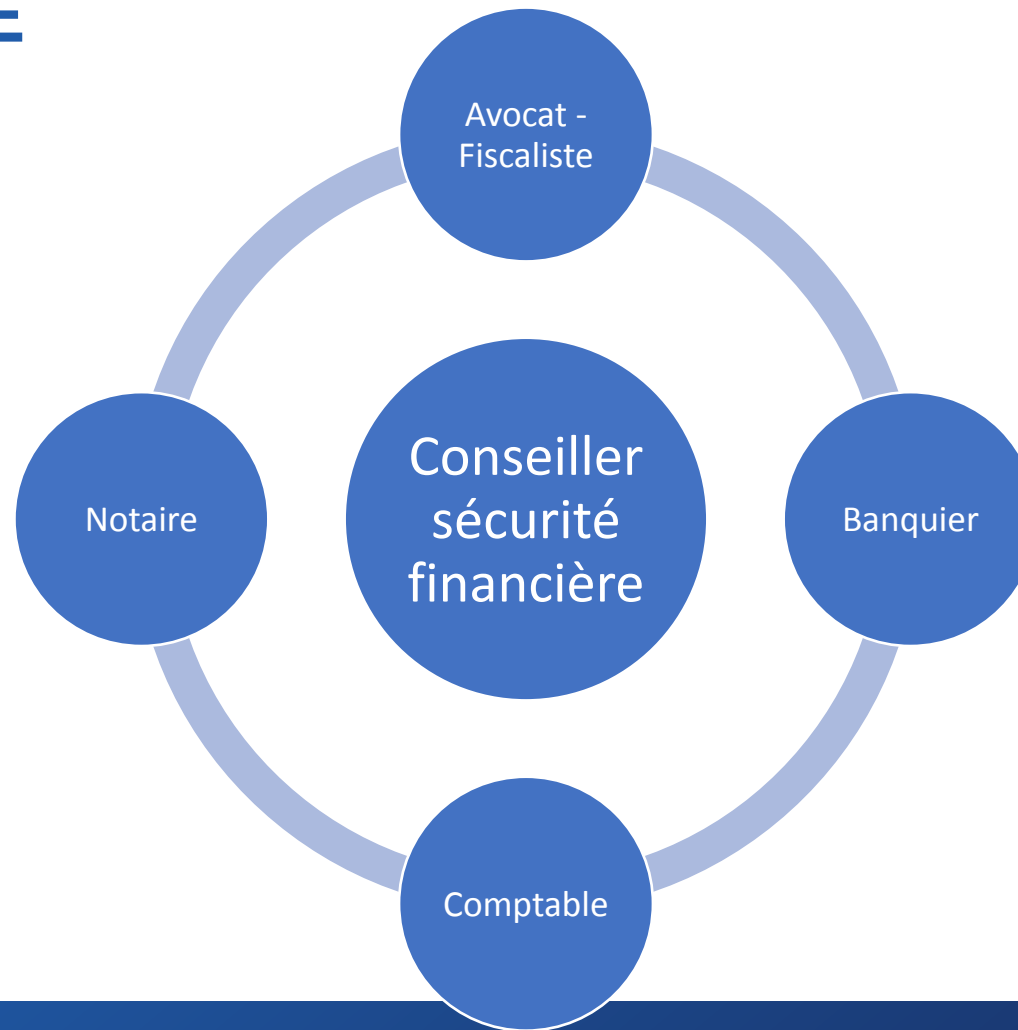 Avocat -
Fiscaliste
Conseiller
sécurité
financière
Notaire
Banquier
Comptable